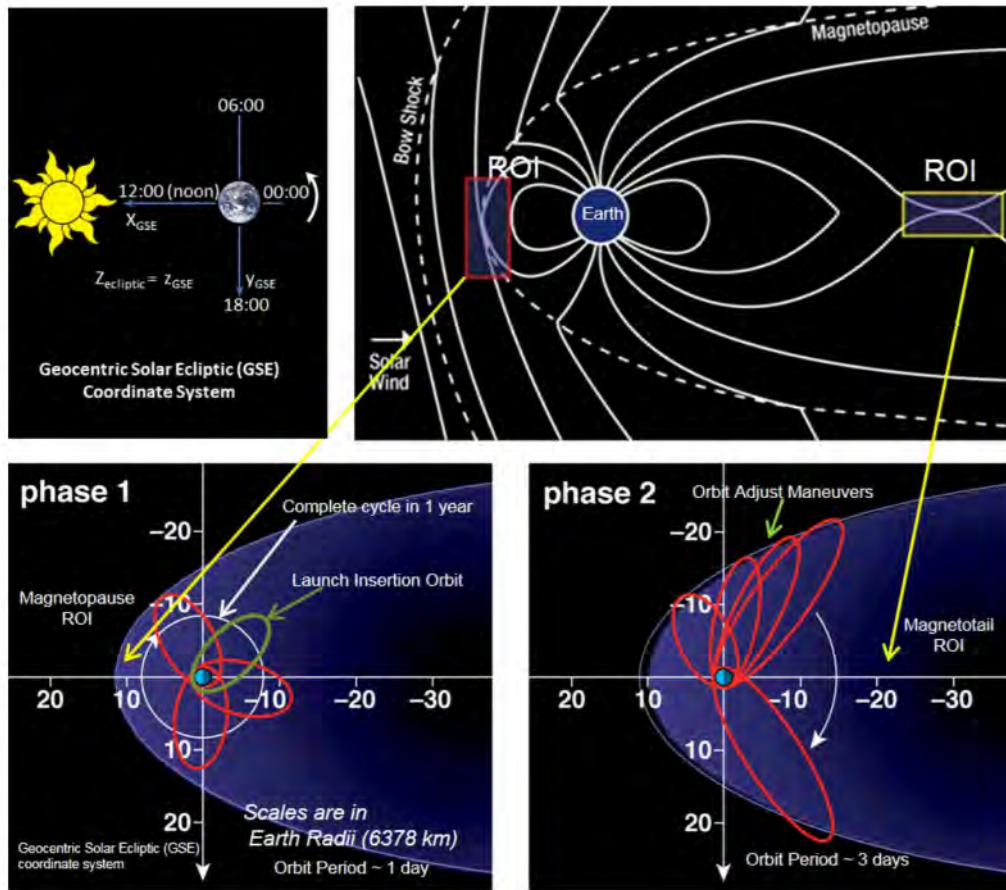 06:00
12:00 (noon)
00:00
XGSE
Zecliptic = zGSE
yGSE
18:00
Geocentric Solar Ecliptic (GSE)
Coordinate System
Magnetopause
Bow Shock
ROI
ROI
Earth
Solar
Wind
phase 1
Complete cycle in 1 year
-20
Launch Insertion Orbit
Magnetopause
ROI
-10
20
10
-10
-20
-30
10
20
Scales are in
Earth Radii (6378 km)
Geocentric Solar Ecliptic (GSE)
coordinate system
Orbit Period ~ 1 day
phase 2
Orbit Adjust Maneuvers
-20
-10
Magnetotail
ROI
20
10
-10
-20
-30
10
20
Orbit Period ~ 3 days